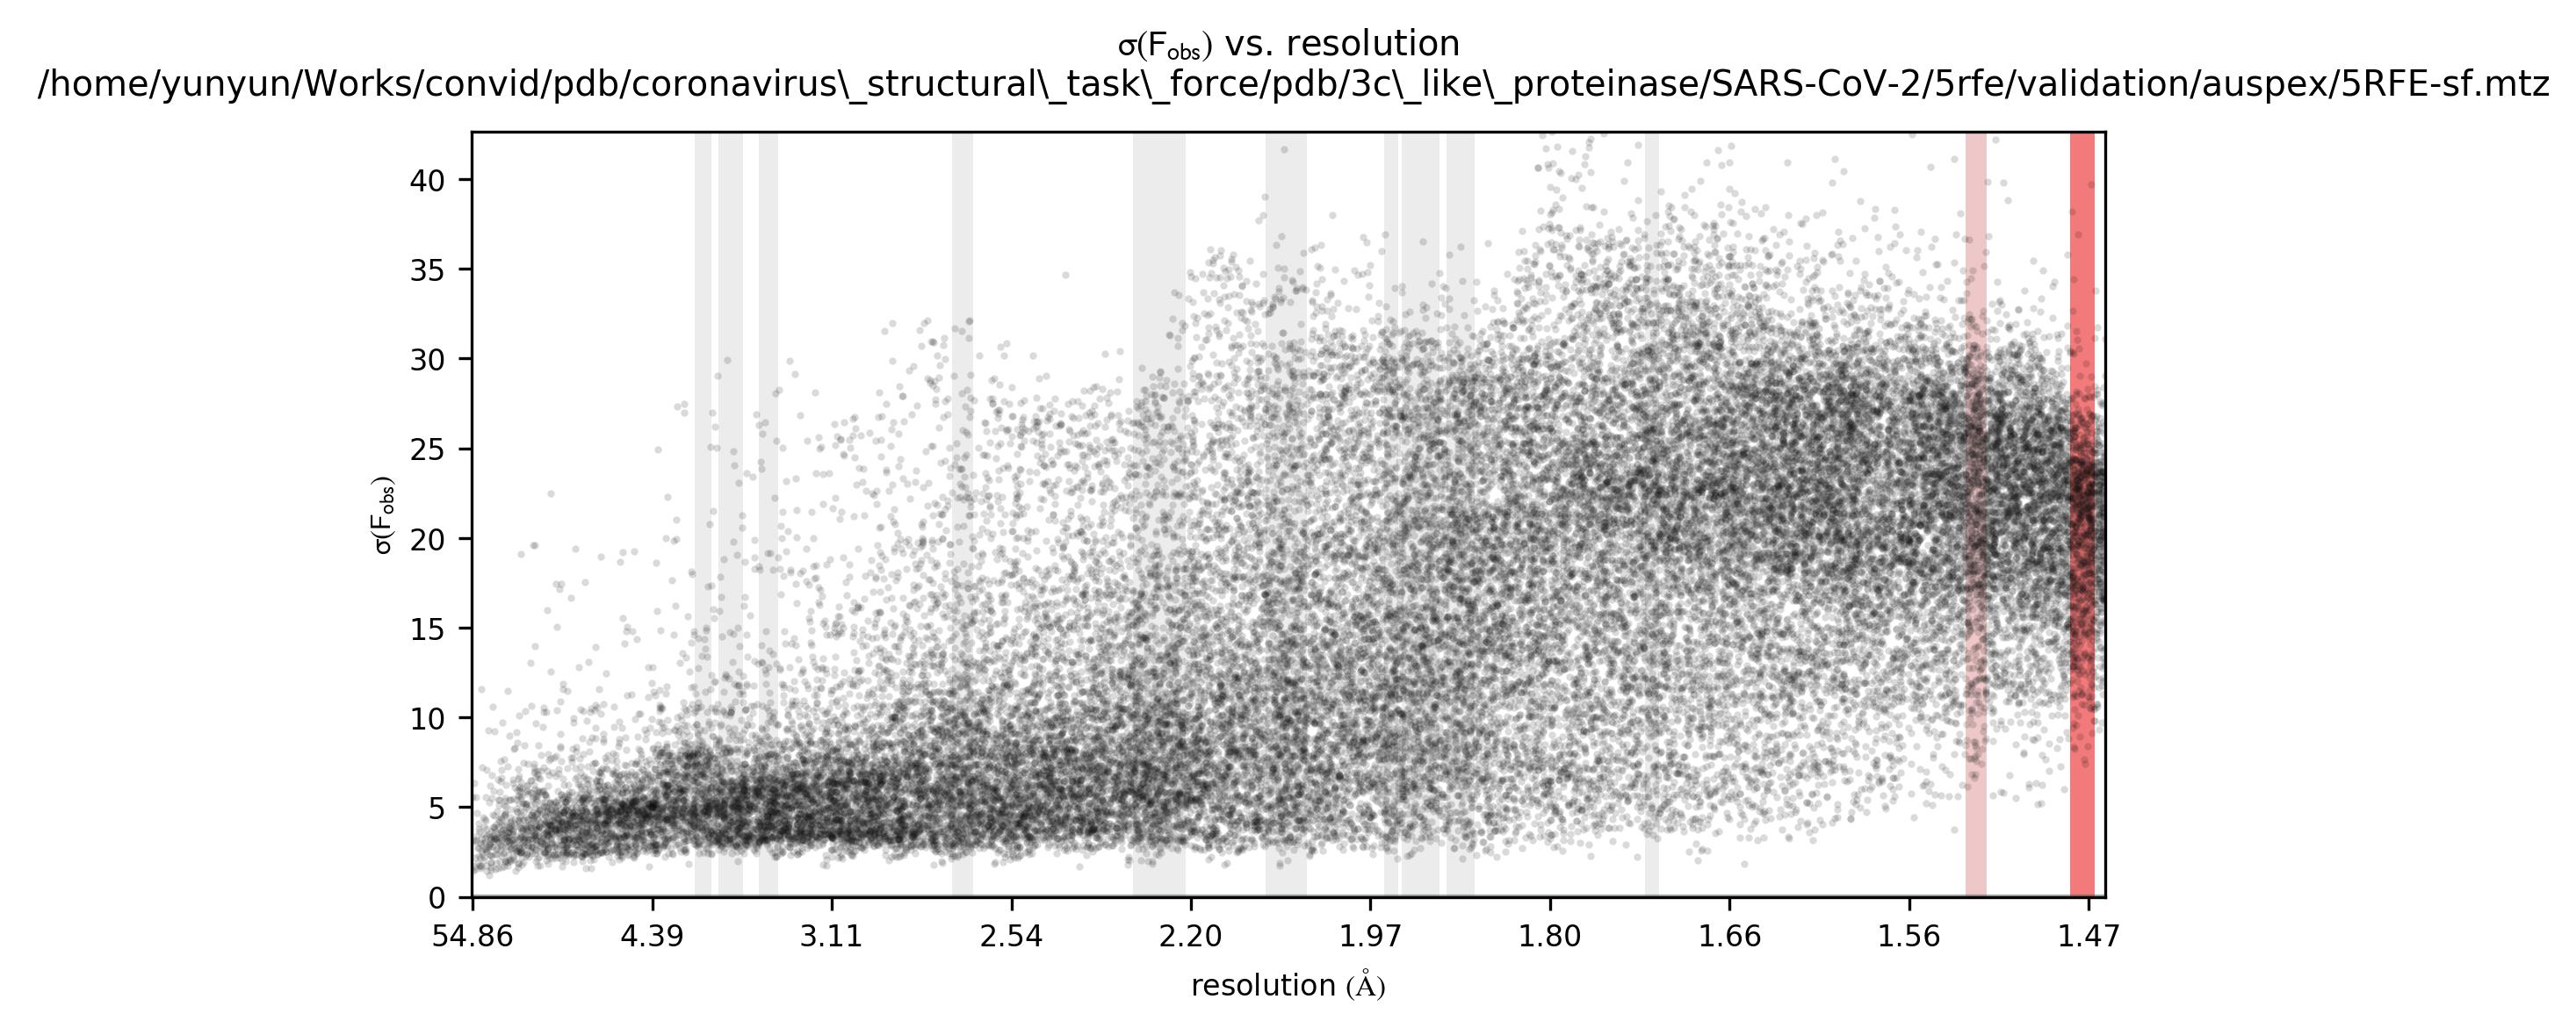 σ(Fobs) vs. resolution
/home/yunyun/Works/convid/pdb/coronavirus\_structural\_task\_force/pdb/3c\_like\_proteinase/SARS-CoV-2/5rfe/validation/auspex/5RFE-sf.mtz
40
35
30
25
20
15
10
5
0
σ(Fobs)
54.86 4.39 3.11 2.54 2.20 1.97 1.80 1.66 1.56 1.47
resolution (Å)